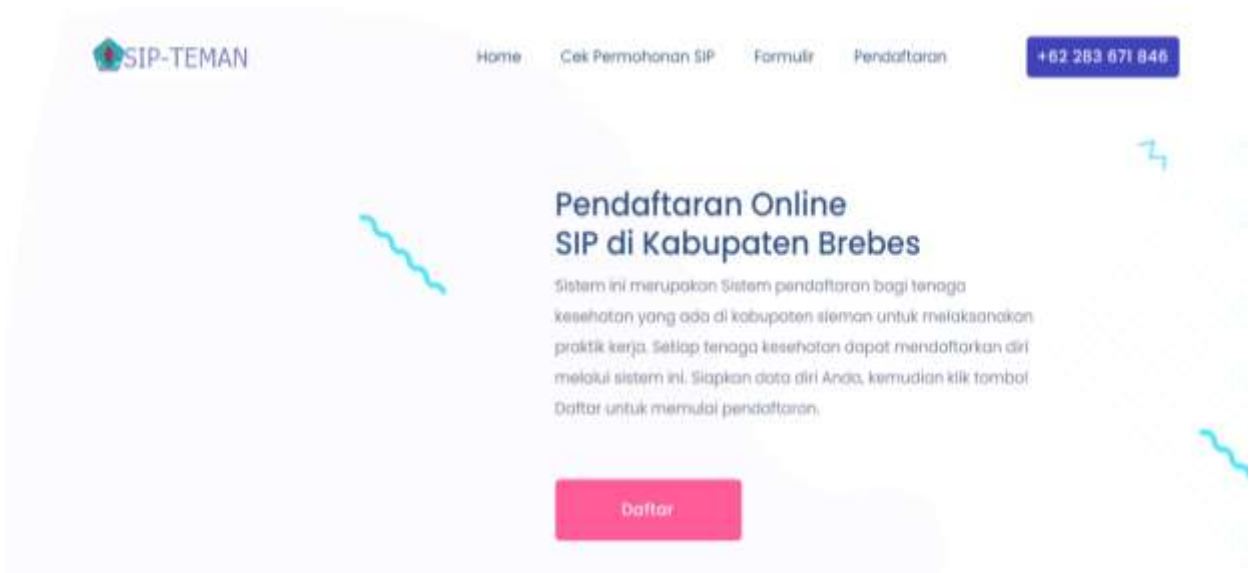 SIP-TEMAN
Home Cek Permohonan SIP Formulir Pendaftaran +62 283 671 846
Pendaftaran Online
SIP di Kabupaten Brebes
Sistem ini merupakan Sistem pendaftaran bagi tenaga
kesehatan yang ada di kabupaten sleman untuk melaksanakan
praktik kerja. Setiap tenaga kesehatan dapat mendaftarkan diri
melalui sistem ini. Siapkan data diri Anda, kemudian klik tombol
Daftar untuk memulai pendaftaran.
Daftar